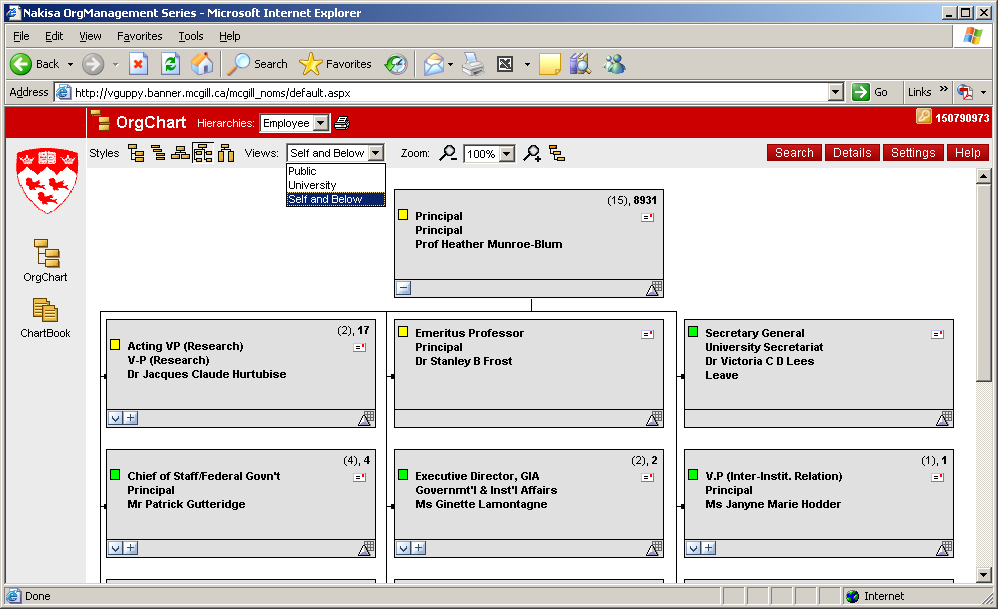 Nakisa OrgManagement Series - Microsoft Internet Explorer
File Edit View Favorites Tools Help
Back Search Favorites
Address http://vguppy.banner.mcgill.ca/mcgill_noms/default.aspx Go Links »
OrgChart Hierarchies: Employee 150790973
Styles Views: Self and Below Zoom: 100% Search Details Settings Help
Public
University
Self and Below
OrgChart
ChartBook
(15), 8931
Principal
Principal
Prof Heather Munroe-Blum
(2), 17
Acting VP (Research)
V-P (Research)
Dr Jacques Claude Hurtubise
Emeritus Professor
Principal
Dr Stanley B Frost
Secretary General
University Secretariat
Dr Victoria C D Lees
Leave
(4), 4
Chief of Staff/Federal Govn't
Principal
Mr Patrick Gutteridge
(2), 2
Executive Director, GIA
Governmt'l & Inst'l Affairs
Ms Ginette Lamontagne
(1), 1
V.P (Inter-Instit. Relation)
Principal
Ms Janyne Marie Hodder
Done Internet